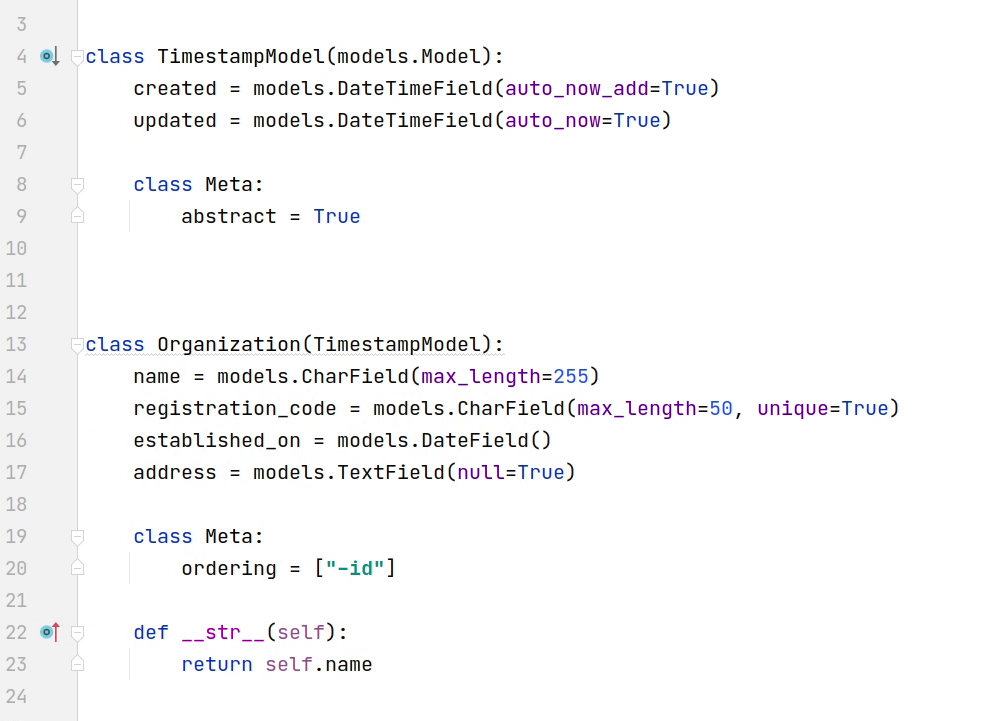 3
4 class TimestampModel(models.Model):
5     created = models.DateTimeField(auto_now_add=True)
6     updated = models.DateTimeField(auto_now=True)
7
8     class Meta:
9         abstract = True
10
11
12
13 class Organization(TimestampModel):
14     name = models.CharField(max_length=255)
15     registration_code = models.CharField(max_length=50, unique=True)
16     established_on = models.DateField()
17     address = models.TextField(null=True)
18
19     class Meta:
20         ordering = ["-id"]
21
22     def __str__(self):
23         return self.name
24